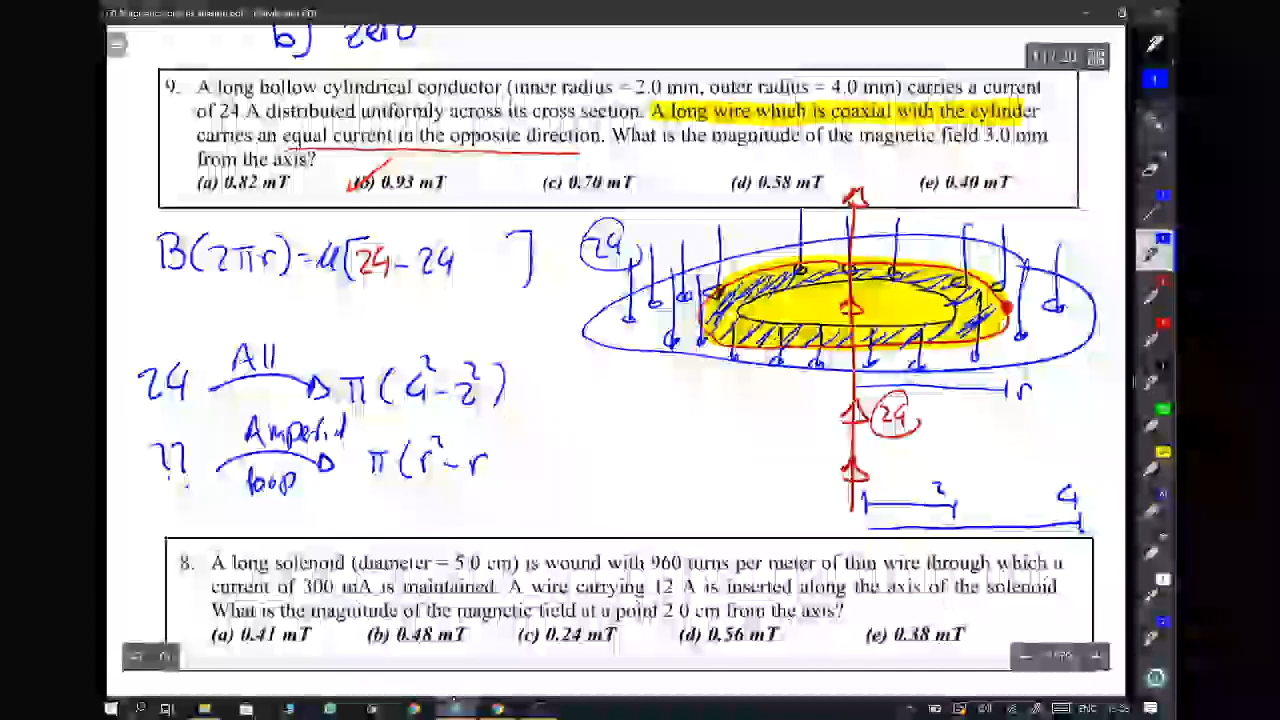 b) zero
9. A long hollow cylindrical conductor (inner radius = 2.0 mm, outer radius = 4.0 mm) carries a current
of 24 A distributed uniformly across its cross section. A long wire which is coaxial with the cylinder
carries an equal current in the opposite direction. What is the magnitude of the magnetic field 3.0 mm
from the axis?
(a) 0.82 mT (b) 0.93 mT (c) 0.70 mT (d) 0.58 mT (e) 0.40 mT
24
B(2πr)=μ[24-24 ]
24 All π(4²-2²)
?? loop π(r²-r
r
24
2 4
8. A long solenoid (diameter = 5.0 cm) is wound with 960 turns per meter of thin wire through which a
current of 300 mA is maintained. A wire carrying 12 A is inserted along the axis of the solenoid
What is the magnitude of the magnetic field at a point 2.0 cm from the axis?
(a) 0.41 mT (b) 0.48 mT (c) 0.24 mT (d) 0.56 mT (e) 0.38 mT
ENG